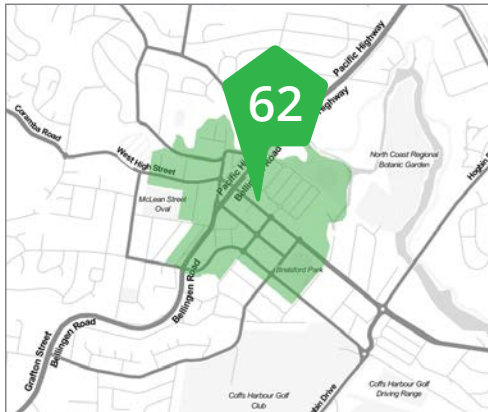 Pacific Highway
62
Highway
Coramba Road
West High Street
North Coast Regional
Botanic Garden
McLean Street
Oval
Bellingen Road
Brelsford Park
Bellingen Road
Grafton Street
Bellingen Road
Coffs Harbour Golf
Club
Coffs Harbour Golf
Driving Range